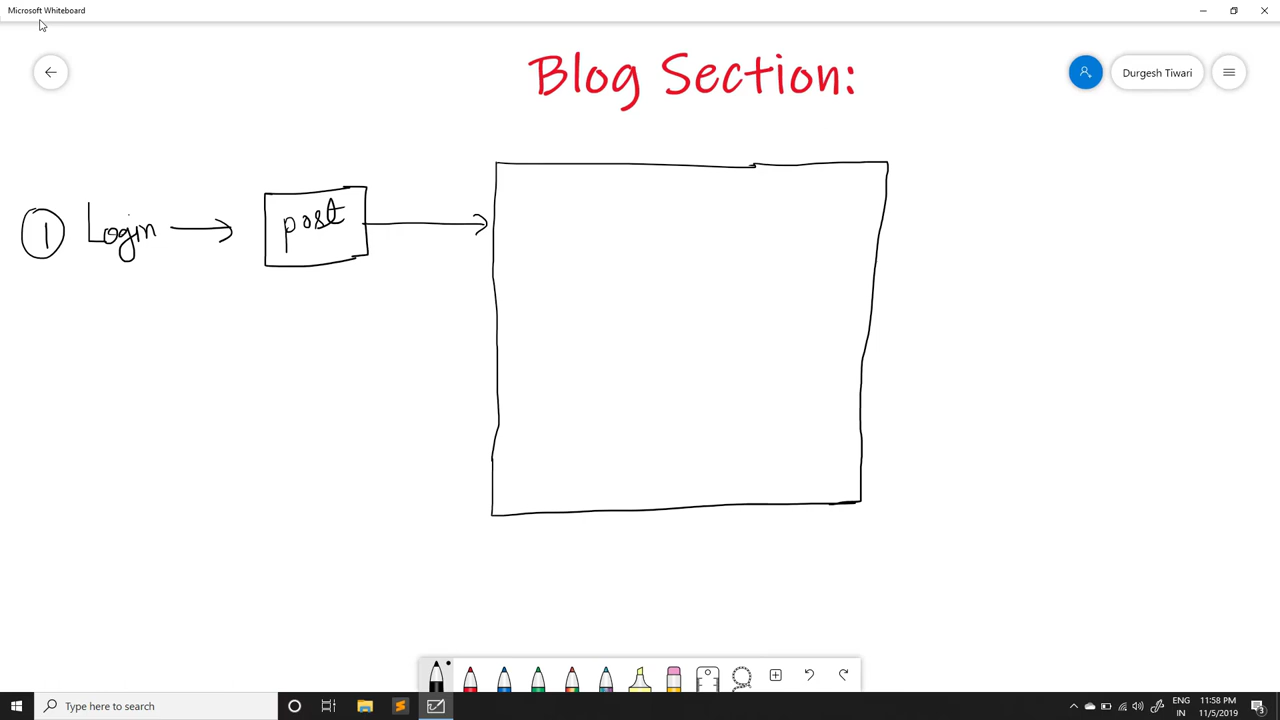 Microsoft Whiteboard
Blog Section:
Durgesh Tiwari
1 Login → post →
Type here to search
ENG
IN
11:58 PM
11/5/2019
3